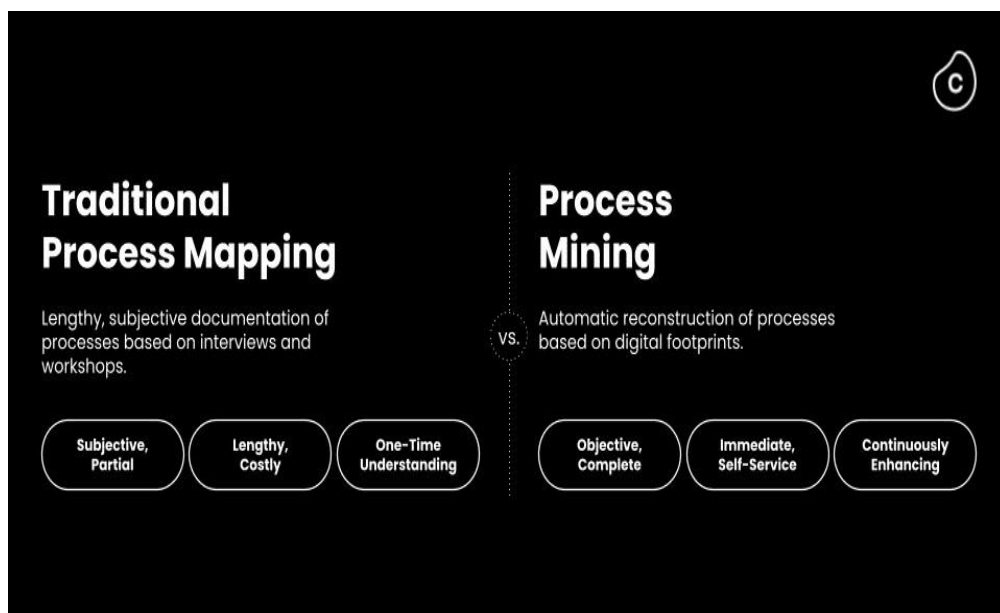 C
Traditional
Process Mapping
Lengthy, subjective documentation of
processes based on interviews and
workshops.
Subjective,
Partial
Lengthy,
Costly
One-Time
Understanding
vs.
Process
Mining
Automatic reconstruction of processes
based on digital footprints.
Objective,
Complete
Immediate,
Self-Service
Continuously
Enhancing